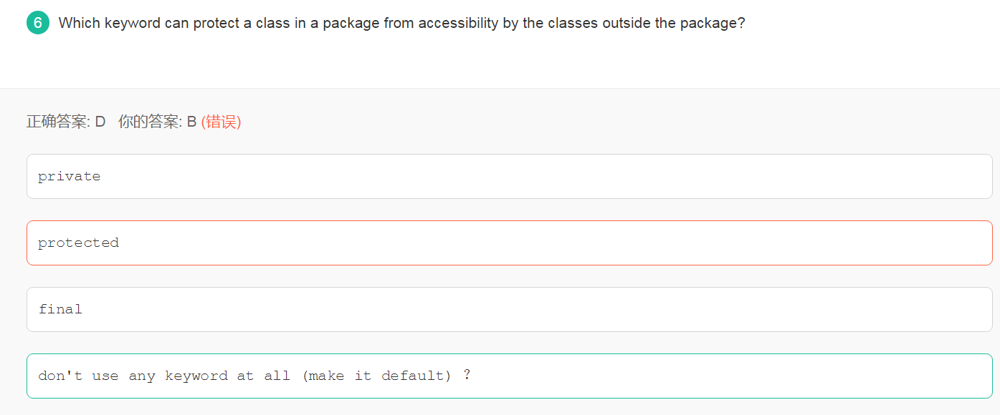 6 Which keyword can protect a class in a package from accessibility by the classes outside the package?
正确答案: D 你的答案: B (错误)
private
protected
final
don't use any keyword at all (make it default) ?